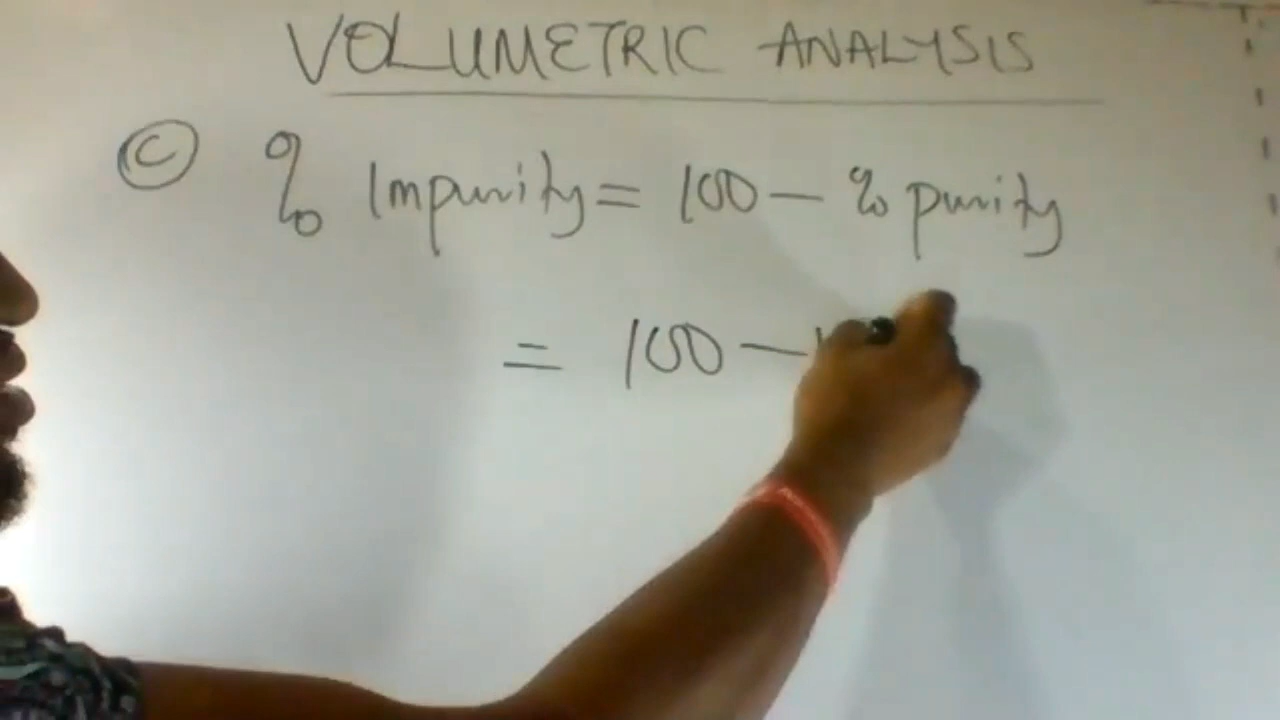 VOLUMETRIC ANALYSIS
Ⓒ % Impurity = 100 - % purity
= 100 -